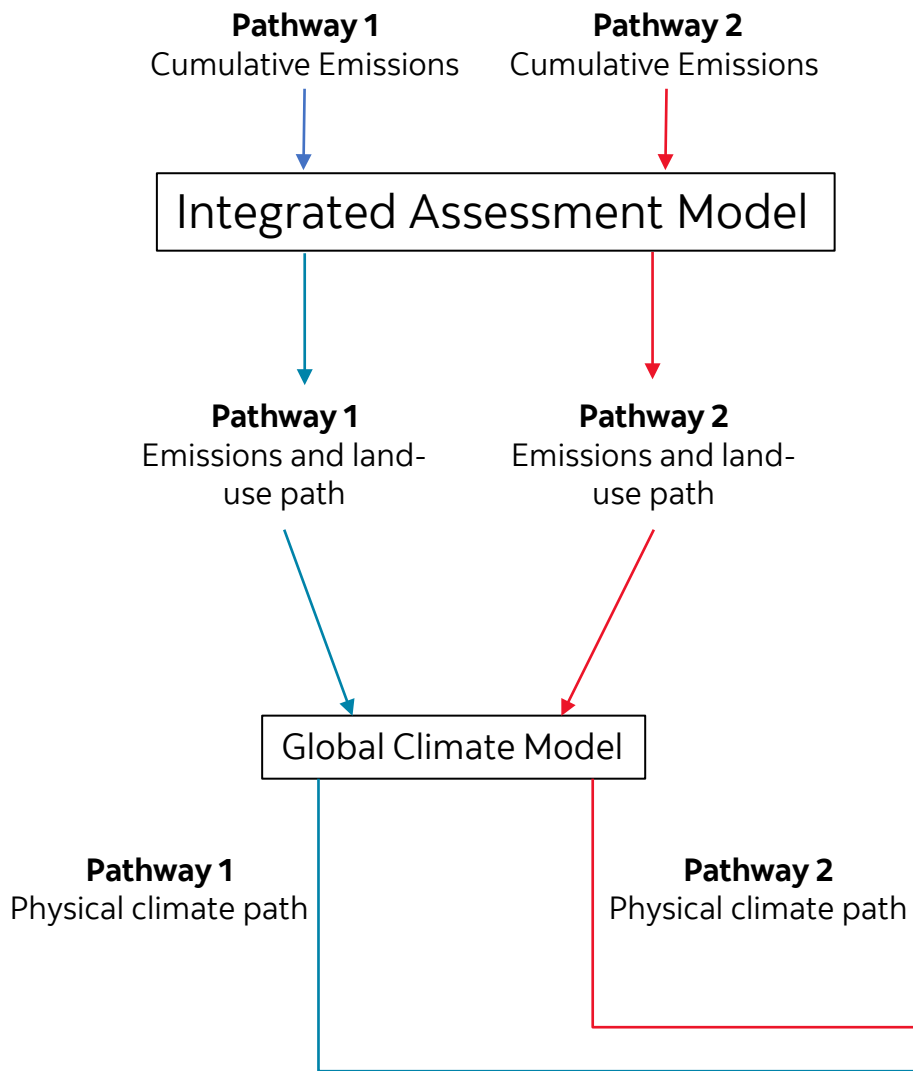 Pathway 1
Cumulative Emissions
Pathway 2
Cumulative Emissions
Integrated Assessment Model
Pathway 1
Emissions and land-
use path
Pathway 2
Emissions and land-
use path
Global Climate Model
Pathway 1
Physical climate path
Pathway 2
Physical climate path